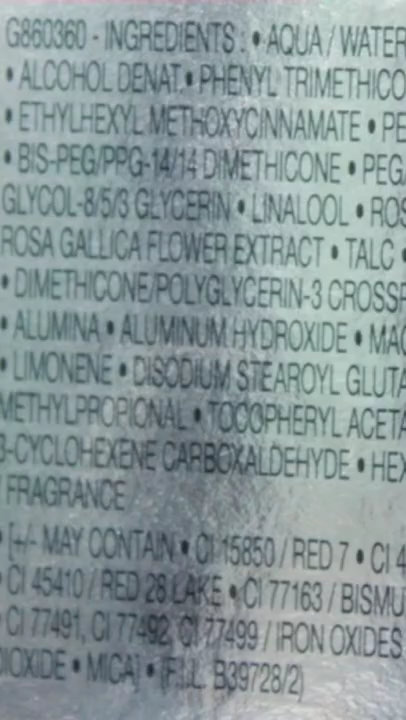 G860360 - INGREDIENTS : • AQUA / WATER
• ALCOHOL DENAT. • PHENYL TRIMETHICO
• ETHYLHEXYL METHOXYCINNAMATE • PE
• BIS-PEG/PPG-14/14 DIMETHICONE • PEG
GLYCOL-8/5/3 GLYCERIN • LINALOOL • ROS
ROSA GALLICA FLOWER EXTRACT • TALC •
• DIMETHICONE/POLYGLYCERIN-3 CROSSP
• ALUMINA • ALUMINUM HYDROXIDE • MAG
• LIMONENE • DISODIUM STEAROYL GLUTA
METHYLPROPIONAL • TOCOPHERYL ACETA
3-CYCLOHEXENE CARBOXALDEHYDE • HEX
/ FRAGRANCE
• [+/- MAY CONTAIN • CI 15850 / RED 7 • CI 4
• CI 45410 / RED 28 LAKE • CI 77163 / BISMU
• CI 77491, CI 77492, CI 77499 / IRON OXIDES
DIOXIDE • MICA] • (F.I.L. B39728/2)